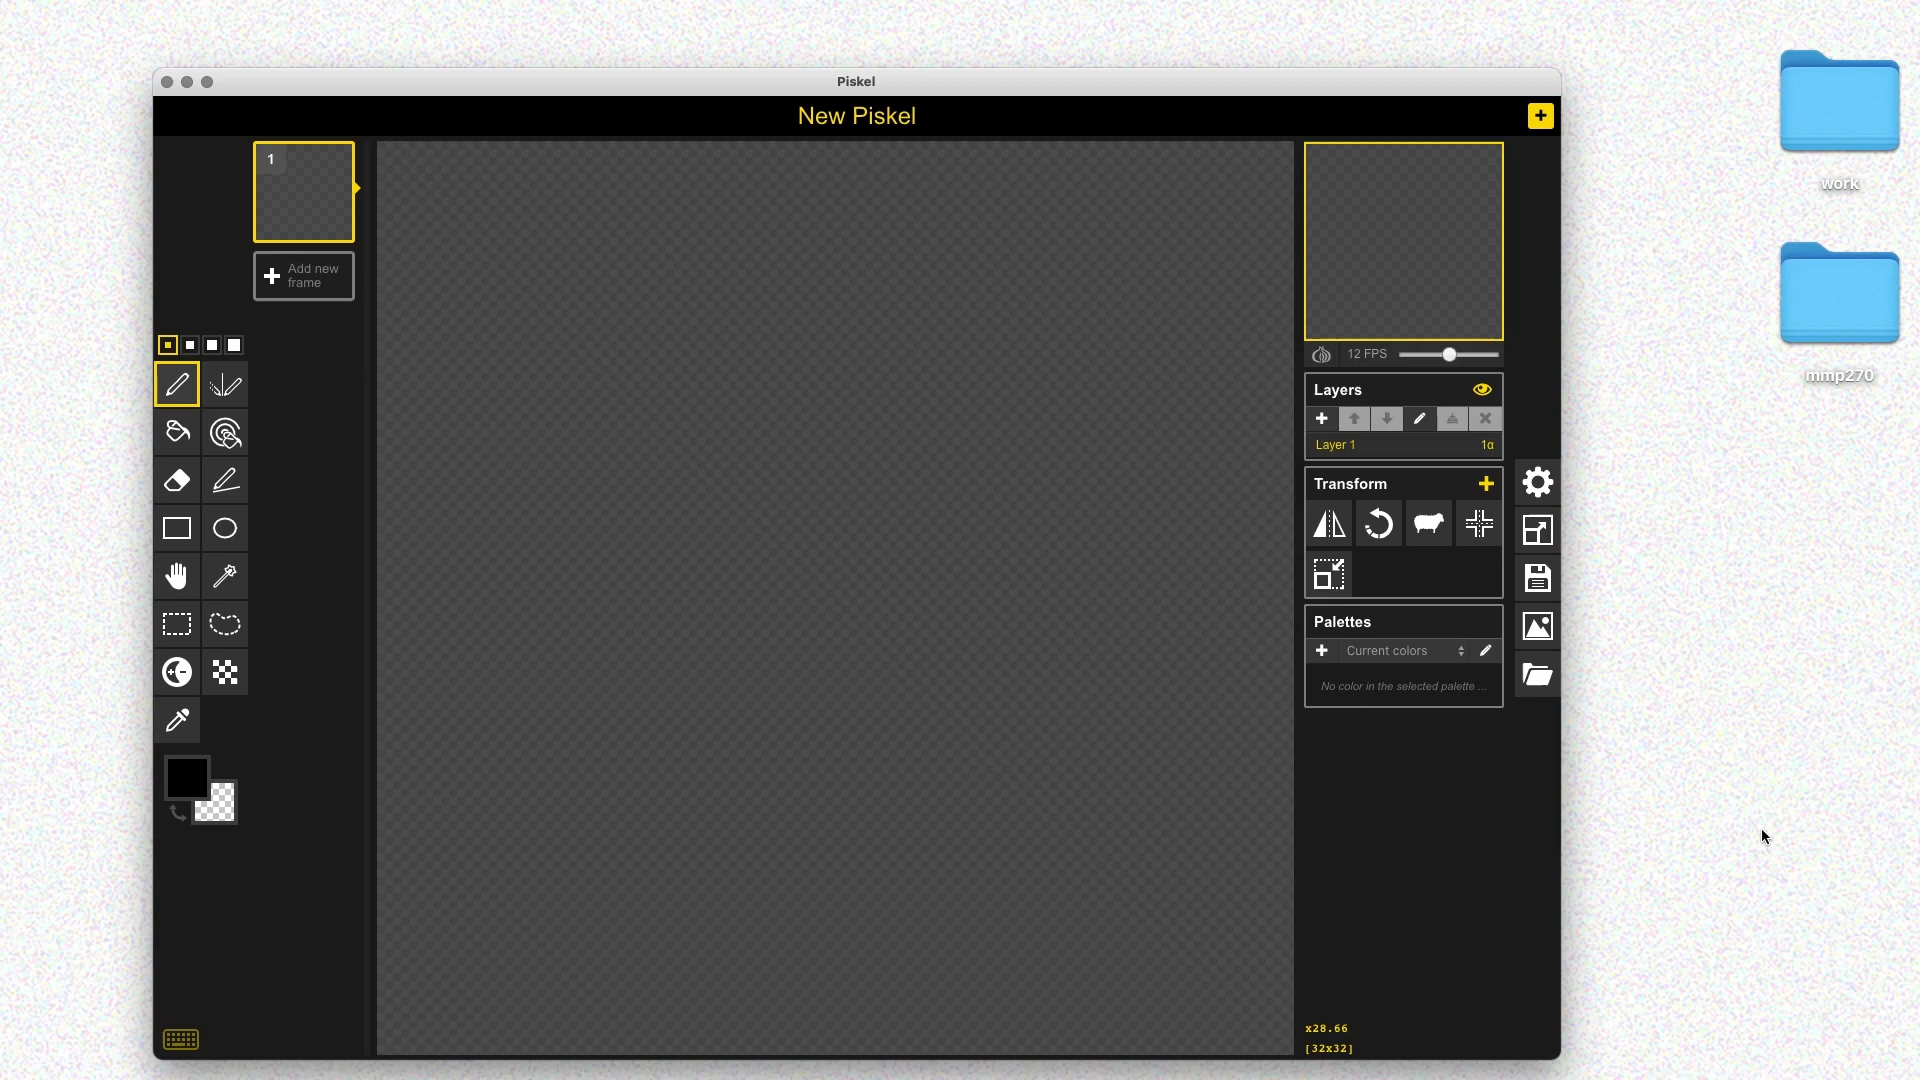 Piskel
New Piskel
1
Add new
frame
12 FPS
Layers
Layer 1
1α
Transform
Palettes
Current colors
No color in the selected palette ...
x28.66
[32x32]
work
mmp270